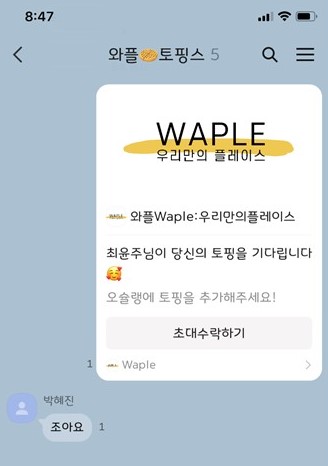 8:47
와플🧇토핑스 5
WAPLE
우리만의 플레이스
와플Waple:우리만의플레이스
최윤주님이 당신의 토핑을 기다립니다
🥰
오슐랭에 토핑을 추가해주세요!
초대수락하기
1
Waple
박혜진
조아요 1